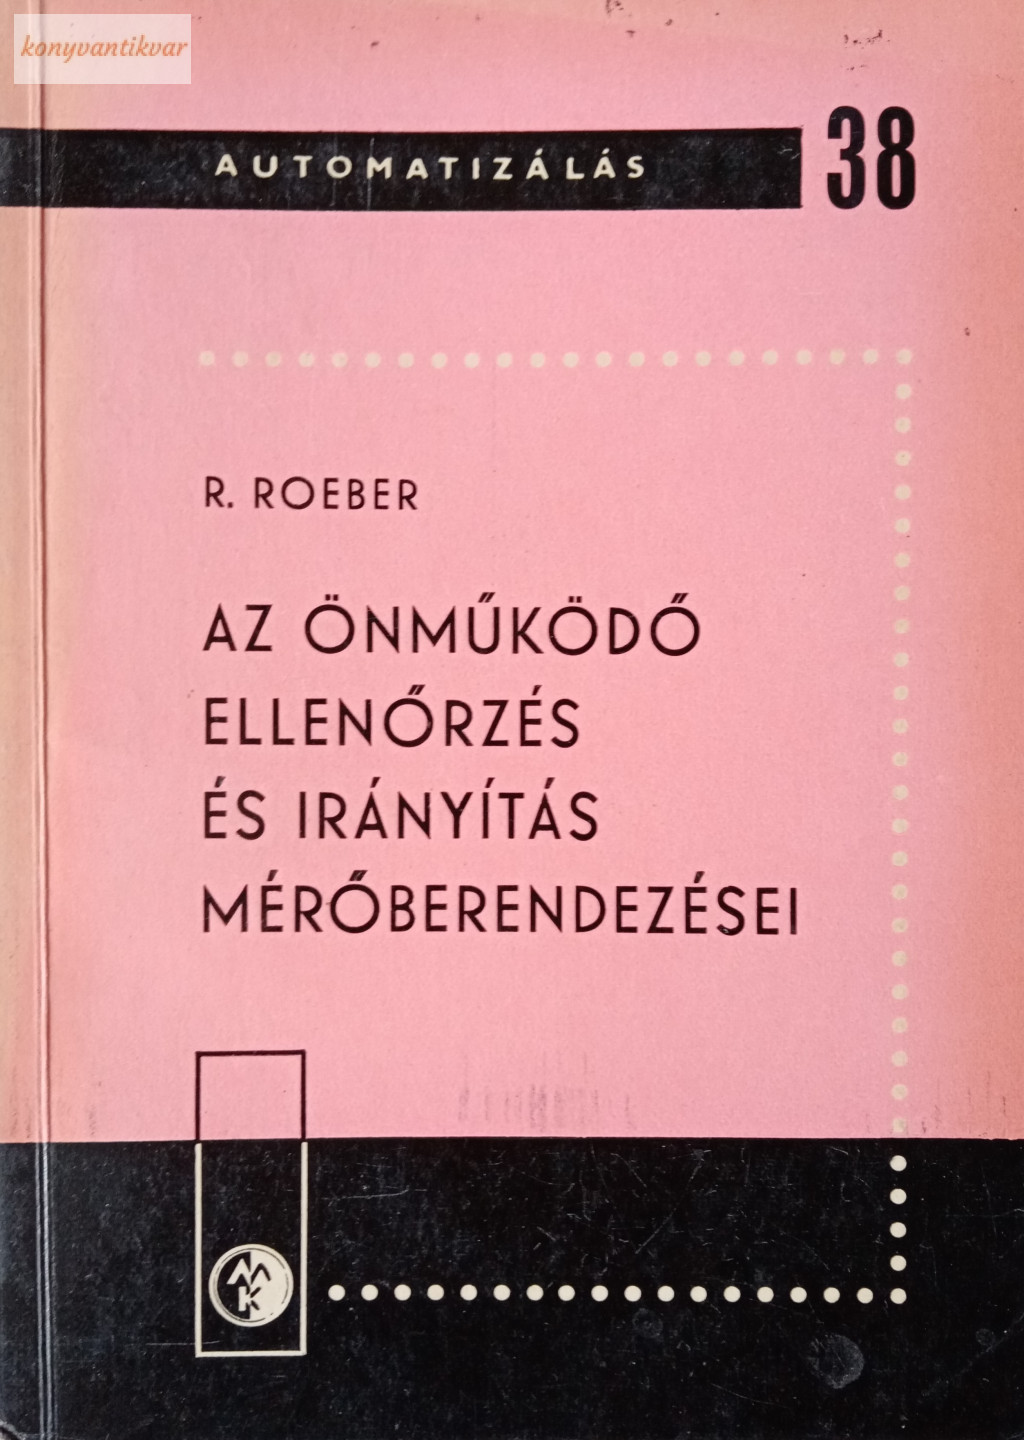 konyvantikvar
AUTOMATIZÁLÁS 38
R. ROEBER
AZ ÖNMŰKÖDŐ
ELLENŐRZÉS
ÉS IRÁNYÍTÁS
MÉRŐBERENDEZÉSEI
MK